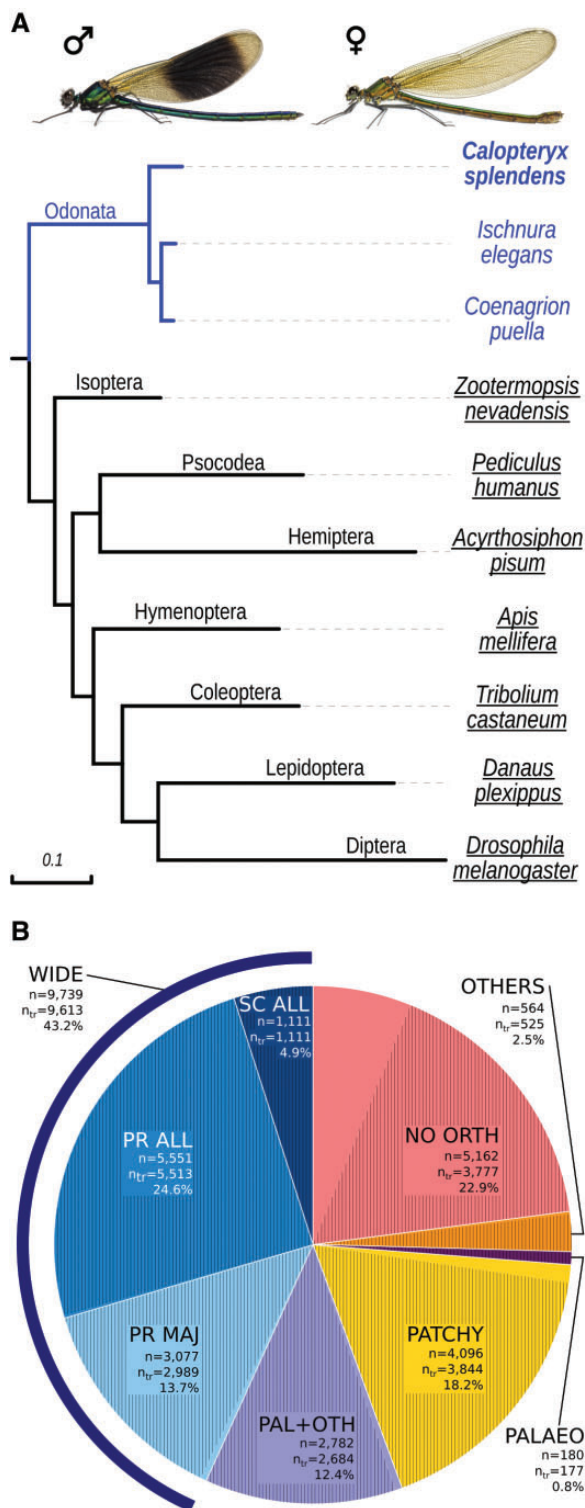 A
♂ ♀
Calopteryx
splendens
Odonata
Ischnura
elegans
Coenagrion
puella
Isoptera
Zootermopsis
nevadensis
Psocodea
Pediculus
humanus
Hemiptera
Acyrthosiphon
pisum
Hymenoptera
Apis
mellifera
Coleoptera
Tribolium
castaneum
Lepidoptera
Danaus
plexippus
Diptera
Drosophila
melanogaster
0.1
B
WIDE
n=9,739
ntr=9,613
43.2%
SC ALL
n=1,111
ntr=1,111
4.9%
OTHERS
n=564
ntr=525
2.5%
PR ALL
n=5,551
ntr=5,513
24.6%
NO ORTH
n=5,162
ntr=3,777
22.9%
PR MAJ
n=3,077
ntr=2,989
13.7%
PATCHY
n=4,096
ntr=3,844
18.2%
PAL+OTH
n=2,782
ntr=2,684
12.4%
PALAEO
n=180
ntr=177
0.8%